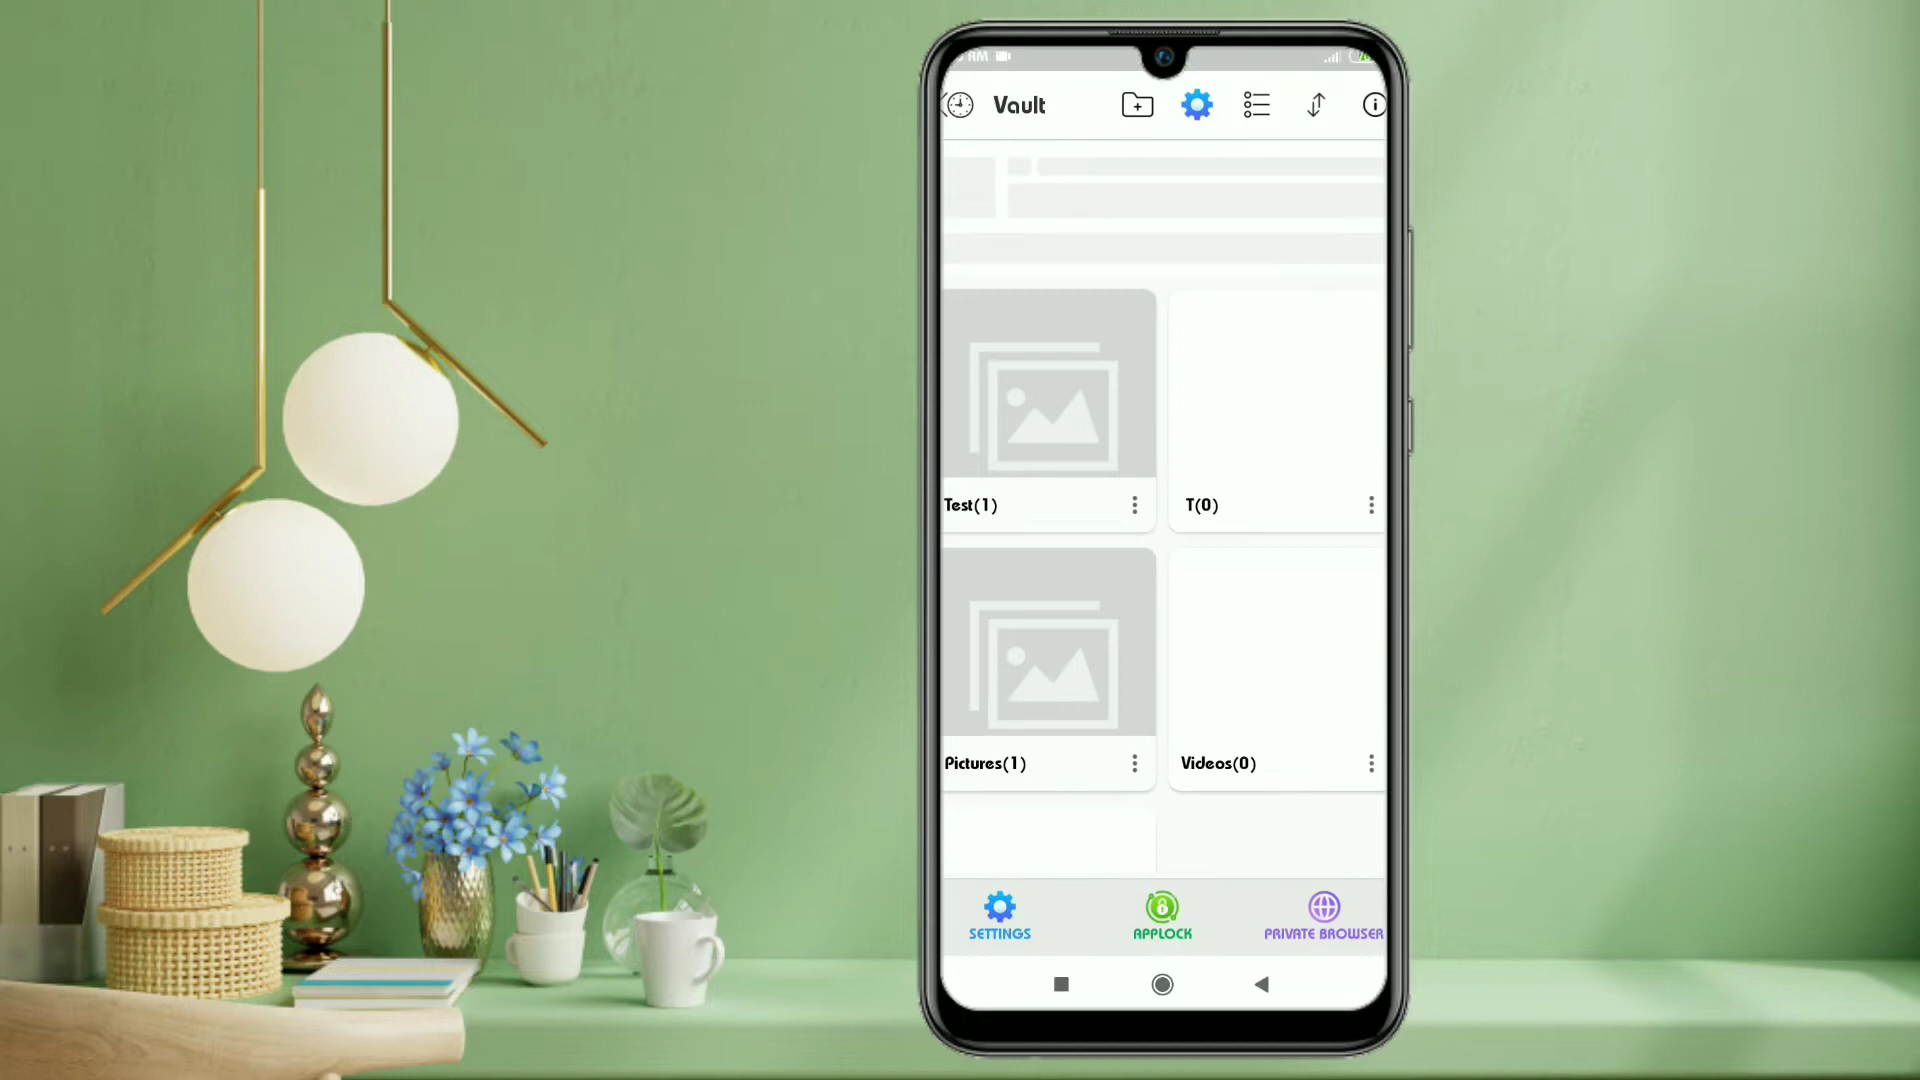 Vault
Test(1)
T(0)
Pictures(1)
Videos(0)
SETTINGS
APPLOCK
PRIVATE BROWSER